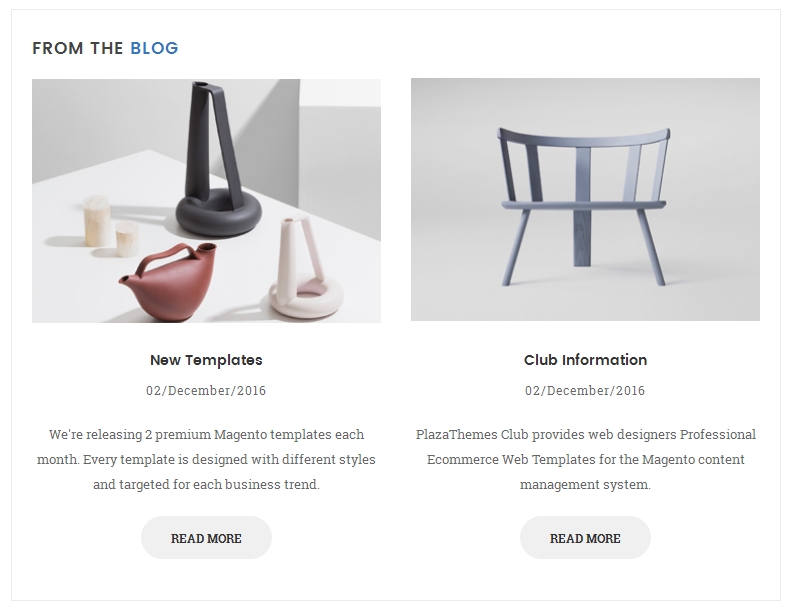 FROM THE BLOG
New Templates
02/December/2016
We're releasing 2 premium Magento templates each
month. Every template is designed with different styles
and targeted for each business trend.
READ MORE
Club Information
02/December/2016
PlazaThemes Club provides web designers Professional
Ecommerce Web Templates for the Magento content
management system.
READ MORE